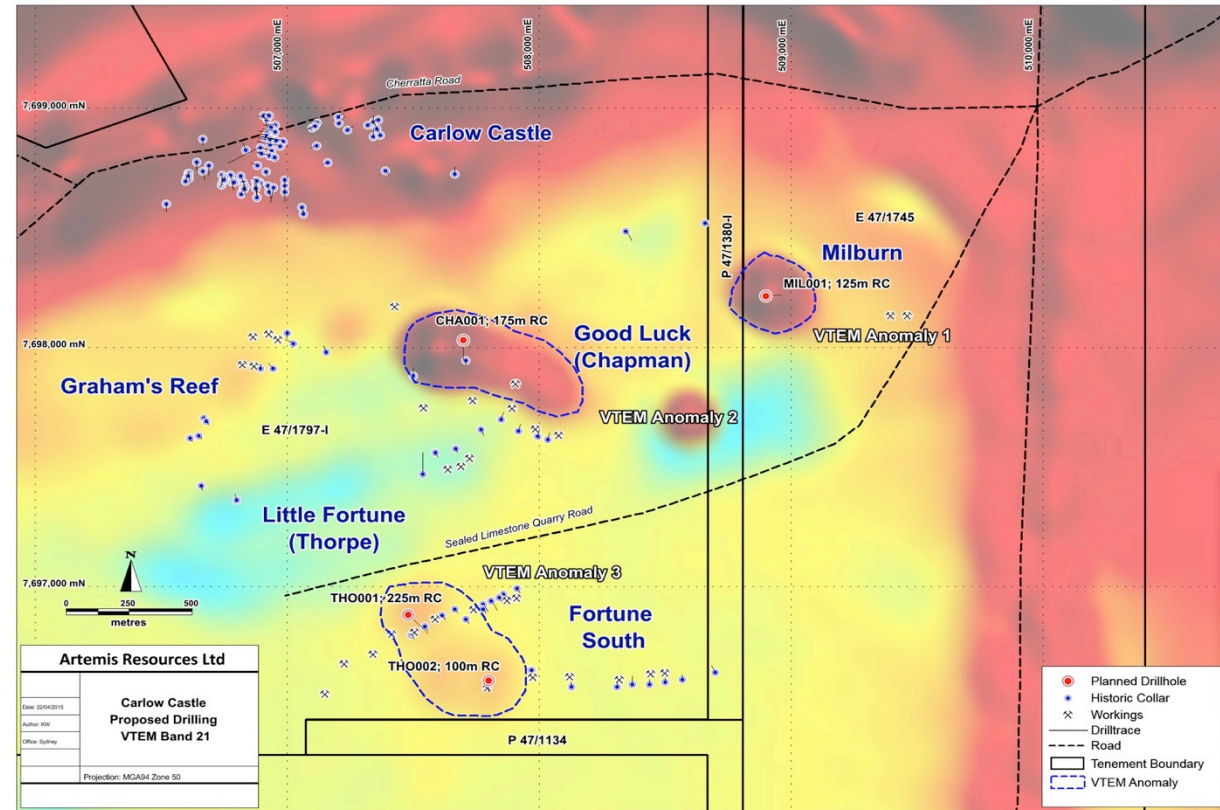 507,000 mE
508,000 mE
509,000 mE
510,000 mE
Cherratta Road
7,699,000 mN
Carlow Castle
P 47/1380-I
E 47/1745
Milburn
MIL001; 125m RC
CHA001; 175m RC
Good Luck
(Chapman)
VTEM Anomaly 1
7,698,000 mN
Graham's Reef
VTEM Anomaly 2
E 47/1797-I
Little Fortune
(Thorpe)
Sealed Limestone Quarry Road
N
VTEM Anomaly 3
7,697,000 mN
THO001; 225m RC
0 250 500
metres
Fortune
South
THO002; 100m RC
P 47/1134
Artemis Resources Ltd
Date: 22/04/2015
Author: KW
Office: Sydney
Carlow Castle
Proposed Drilling
VTEM Band 21
Projection: MGA94 Zone 50
Planned Drillhole
Historic Collar
Workings
Drilltrace
Road
Tenement Boundary
VTEM Anomaly